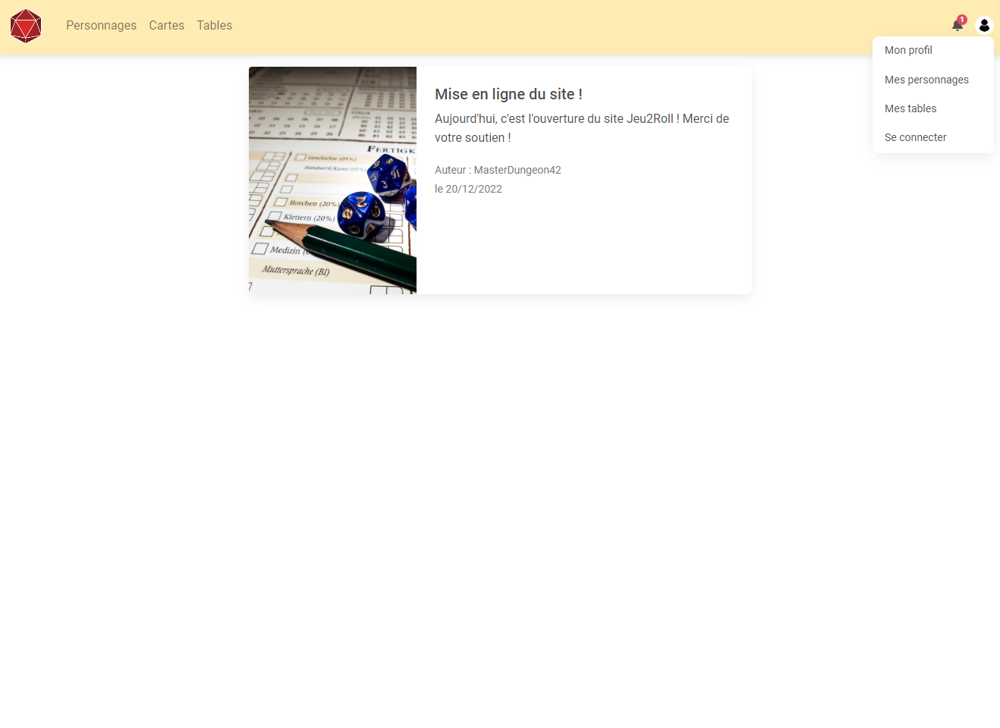 Personnages Cartes Tables
1
Mon profil
Mes personnages
Mes tables
Se connecter
Mise en ligne du site !
Aujourd'hui, c'est l'ouverture du site Jeu2Roll ! Merci de
votre soutien !
Auteur : MasterDungeon42
le 20/12/2022
FERTIGK
Geschichte (05%)
Handwerk/Kunst (05%)
Horchen (20%)
Klettern (20%)
Medizin
Muttersprache (BI)